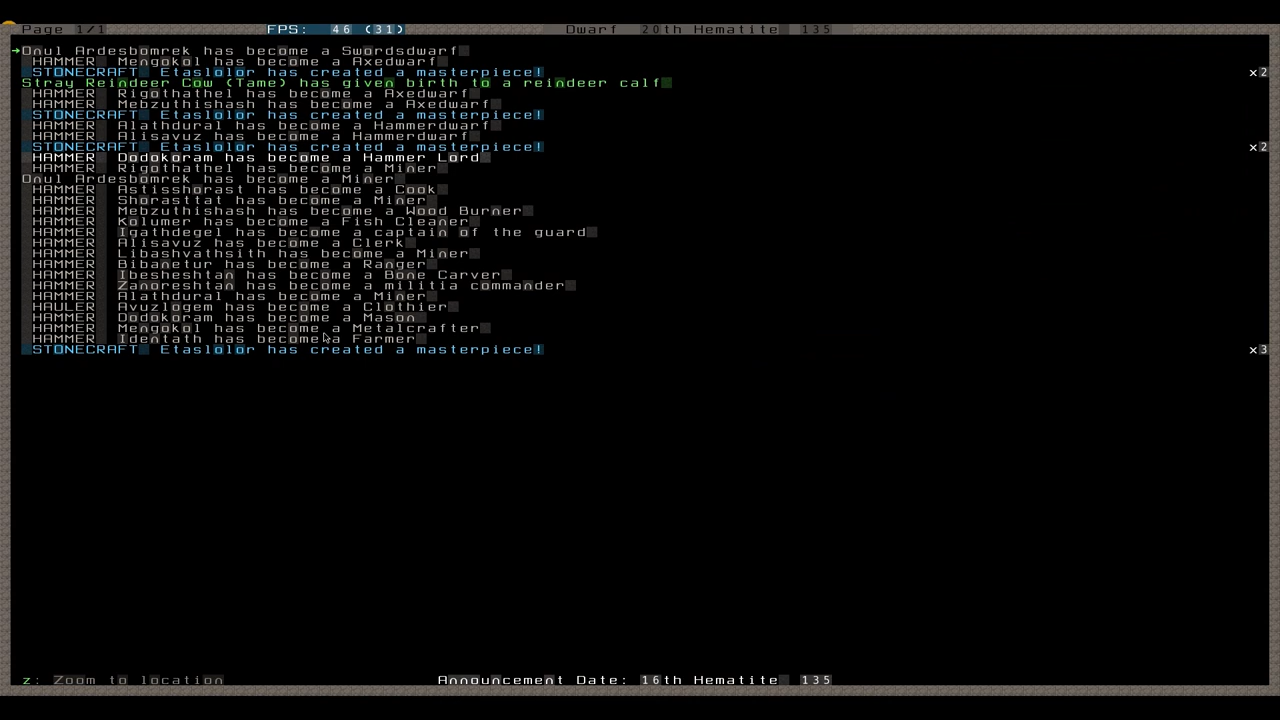 Page 1/1 FPS: 46 (31) Dwarf 20th Hematite 135
Onul Ardesbomrek has become a Swordsdwarf
HAMMER Mengokol has become a Axedwarf
STONECRAFT Etaslolor has created a masterpiece! x2
Stray Reindeer Cow (Tame) has given birth to a reindeer calf
HAMMER Rigothathel has become a Axedwarf
HAMMER Mebzuthishash has become a Axedwarf
STONECRAFT Etaslolor has created a masterpiece!
HAMMER Alathdural has become a Hammerdwarf
HAMMER Alisavuz has become a Hammerdwarf
STONECRAFT Etaslolor has created a masterpiece! x2
HAMMER Dodokoram has become a Hammer Lord
HAMMER Rigothathel has become a Miner
Onul Ardesbomrek has become a Miner
HAMMER Astisshorast has become a Cook
HAMMER Shorasttat has become a Miner
HAMMER Mebzuthishash has become a Wood Burner
HAMMER Kolumer has become a Fish Cleaner
HAMMER Igathdegel has become a captain of the guard
HAMMER Alisavuz has become a Clerk
HAMMER Libashvathsith has become a Miner
HAMMER Bibanetur has become a Ranger
HAMMER Ibesheshtan has become a Bone Carver
HAMMER Zanoreshtan has become a militia commander
HAMMER Alathdural has become a Miner
HAULER Avuzlogem has become a Clothier
HAMMER Dodokoram has become a Mason
HAMMER Mengokol has become a Metalcrafter
HAMMER Identath has become a Farmer
STONECRAFT Etaslolor has created a masterpiece! x3
z: Zoom to location Announcement Date: 16th Hematite 135